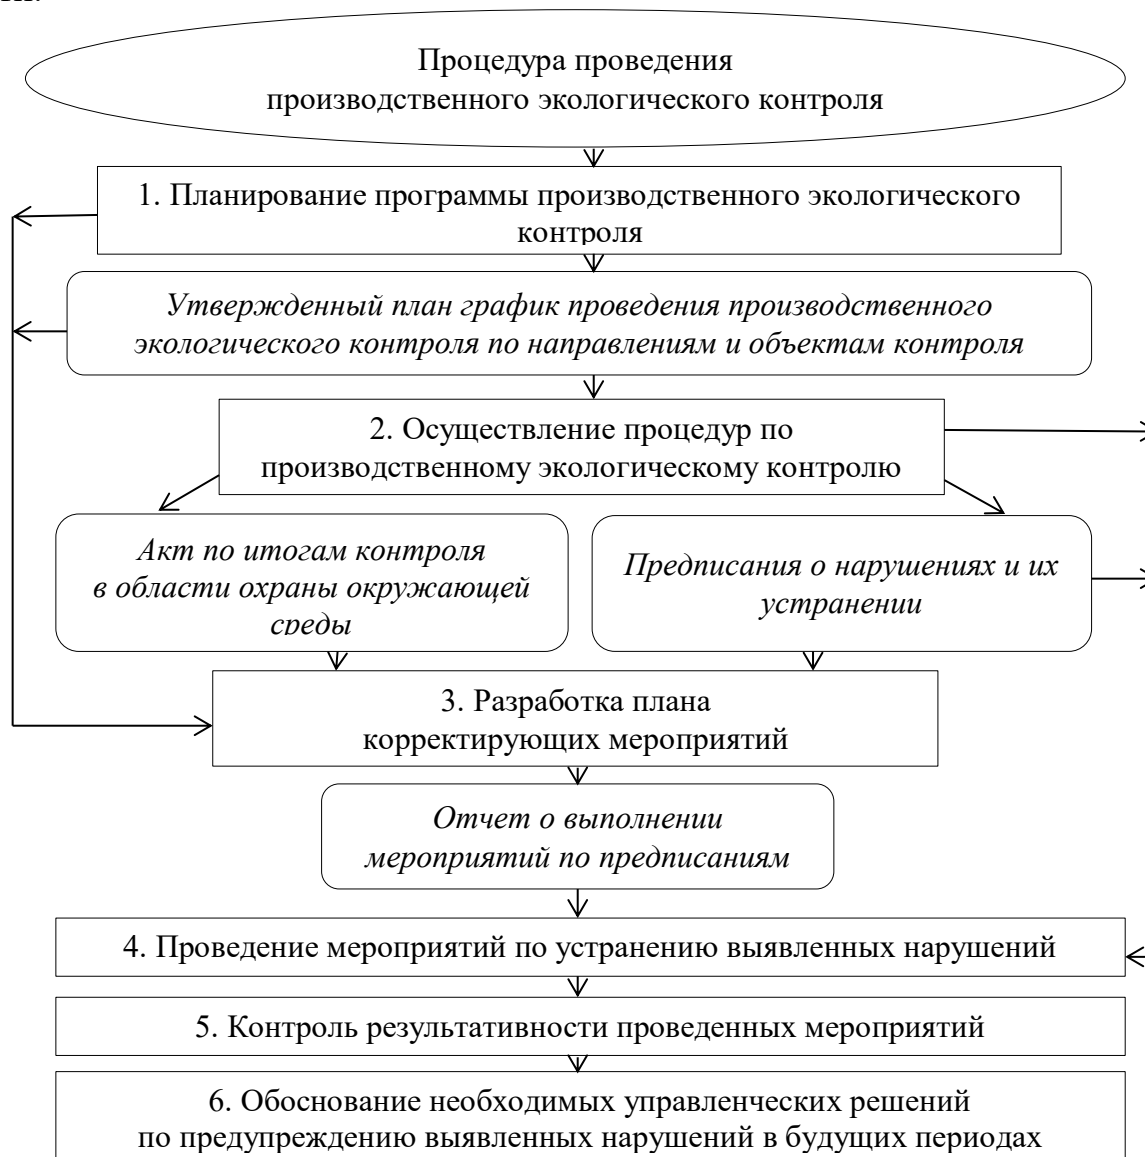 Процедура проведения
производственного экологического контроля
1. Планирование программы производственного экологического
контроля
Утвержденный план график проведения производственного
экологического контроля по направлениям и объектам контроля
2. Осуществление процедур по
производственному экологическому контролю
Акт по итогам контроля
в области охраны окружающей
среды
Предписания о нарушениях и их
устранении
3. Разработка плана
корректирующих мероприятий
Отчет о выполнении
мероприятий по предписаниям
4. Проведение мероприятий по устранению выявленных нарушений
5. Контроль результативности проведенных мероприятий
6. Обоснование необходимых управленческих решений
по предупреждению выявленных нарушений в будущих периодах